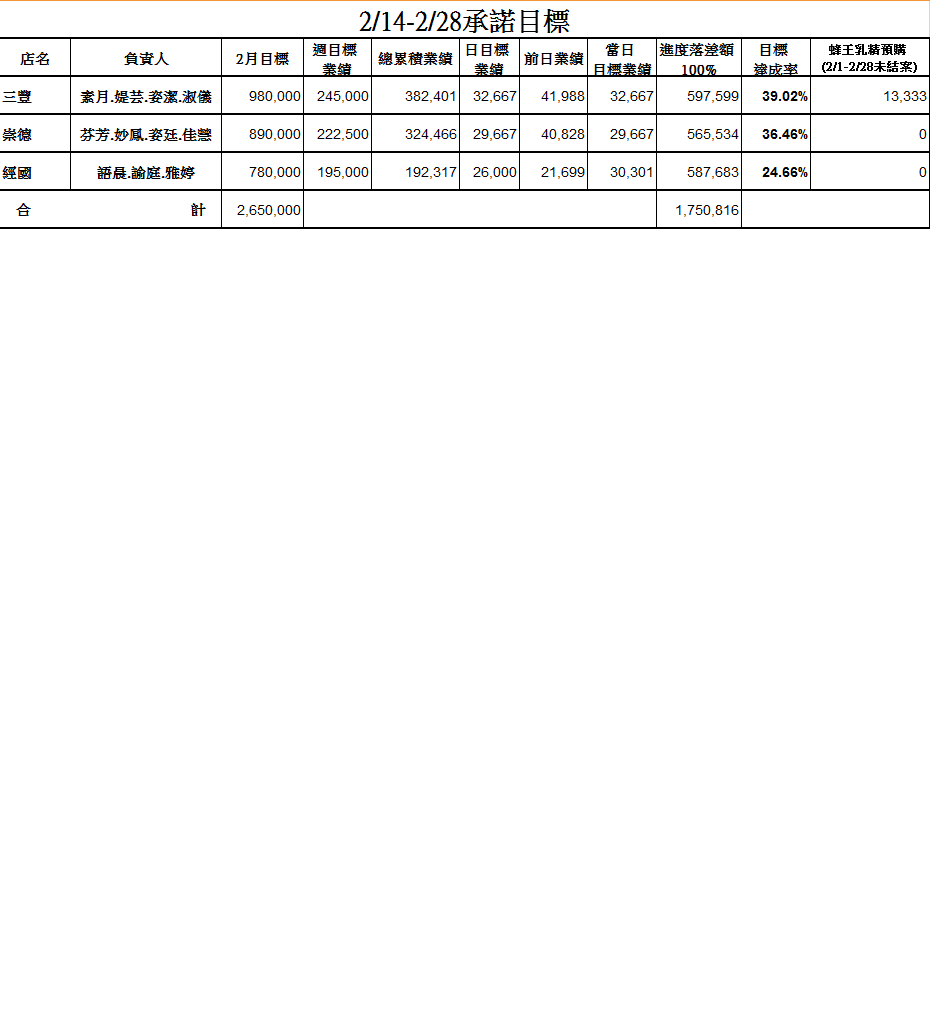 2/14-2/28承諾目標
店名 負責人 2月目標 週目標業績 總累積業績 日目標業績 前日業績 當日目標業績 進度落差額100% 目標達成率 蜂王乳精預購(2/1-2/28未結案)
三豐 素月.媞芸.姿潔.淑儀 980,000 245,000 382,401 32,667 41,988 32,667 597,599 39.02% 13,333
崇德 芬芳.妙鳳.姿廷.佳慧 890,000 222,500 324,466 29,667 40,828 29,667 565,534 36.46% 0
經國 語晨.諭庭.雅婷 780,000 195,000 192,317 26,000 21,699 30,301 587,683 24.66% 0
合 計 2,650,000 1,750,816